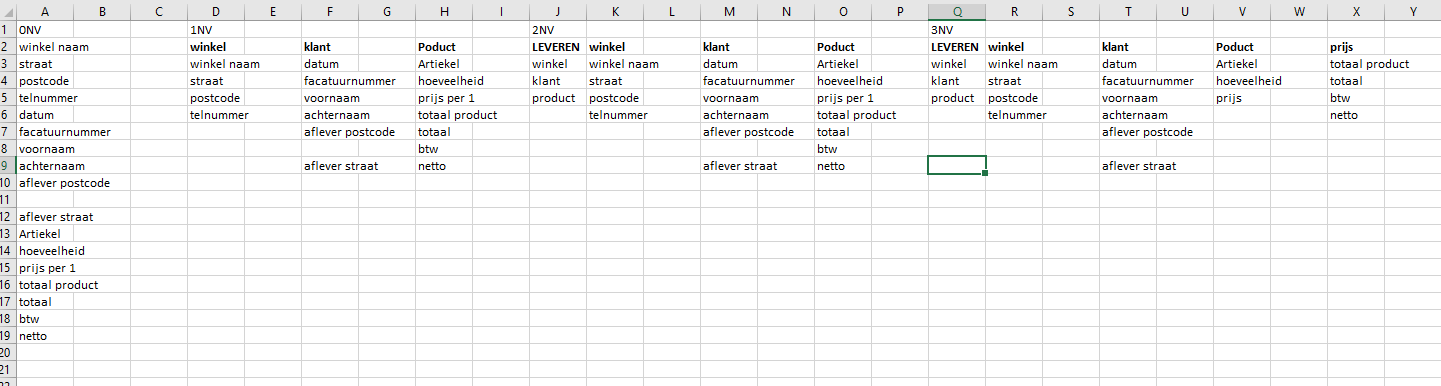 A B C D E F G H I J K L M N O P Q R S T U V W X Y
1 0NV 1NV 2NV 3NV
2 winkel naam winkel klant Poduct LEVEREN winkel klant Poduct LEVEREN winkel klant Poduct prijs
3 straat winkel naam datum Artiekel winkel winkel naam datum Artiekel winkel winkel naam datum Artiekel totaal product
4 postcode straat facatuurnummer hoeveelheid klant straat facatuurnummer hoeveelheid klant straat facatuurnummer hoeveelheid totaal
5 telnummer postcode voornaam prijs per 1 product postcode voornaam prijs per 1 product postcode voornaam prijs btw
6 datum telnummer achternaam totaal product telnummer achternaam totaal product telnummer achternaam netto
7 facatuurnummer aflever postcode totaal aflever postcode totaal aflever postcode
8 voornaam btw btw
9 achternaam aflever straat netto aflever straat netto aflever straat
10 aflever postcode
11
12 aflever straat
13 Artiekel
14 hoeveelheid
15 prijs per 1
16 totaal product
17 totaal
18 btw
19 netto
20
21